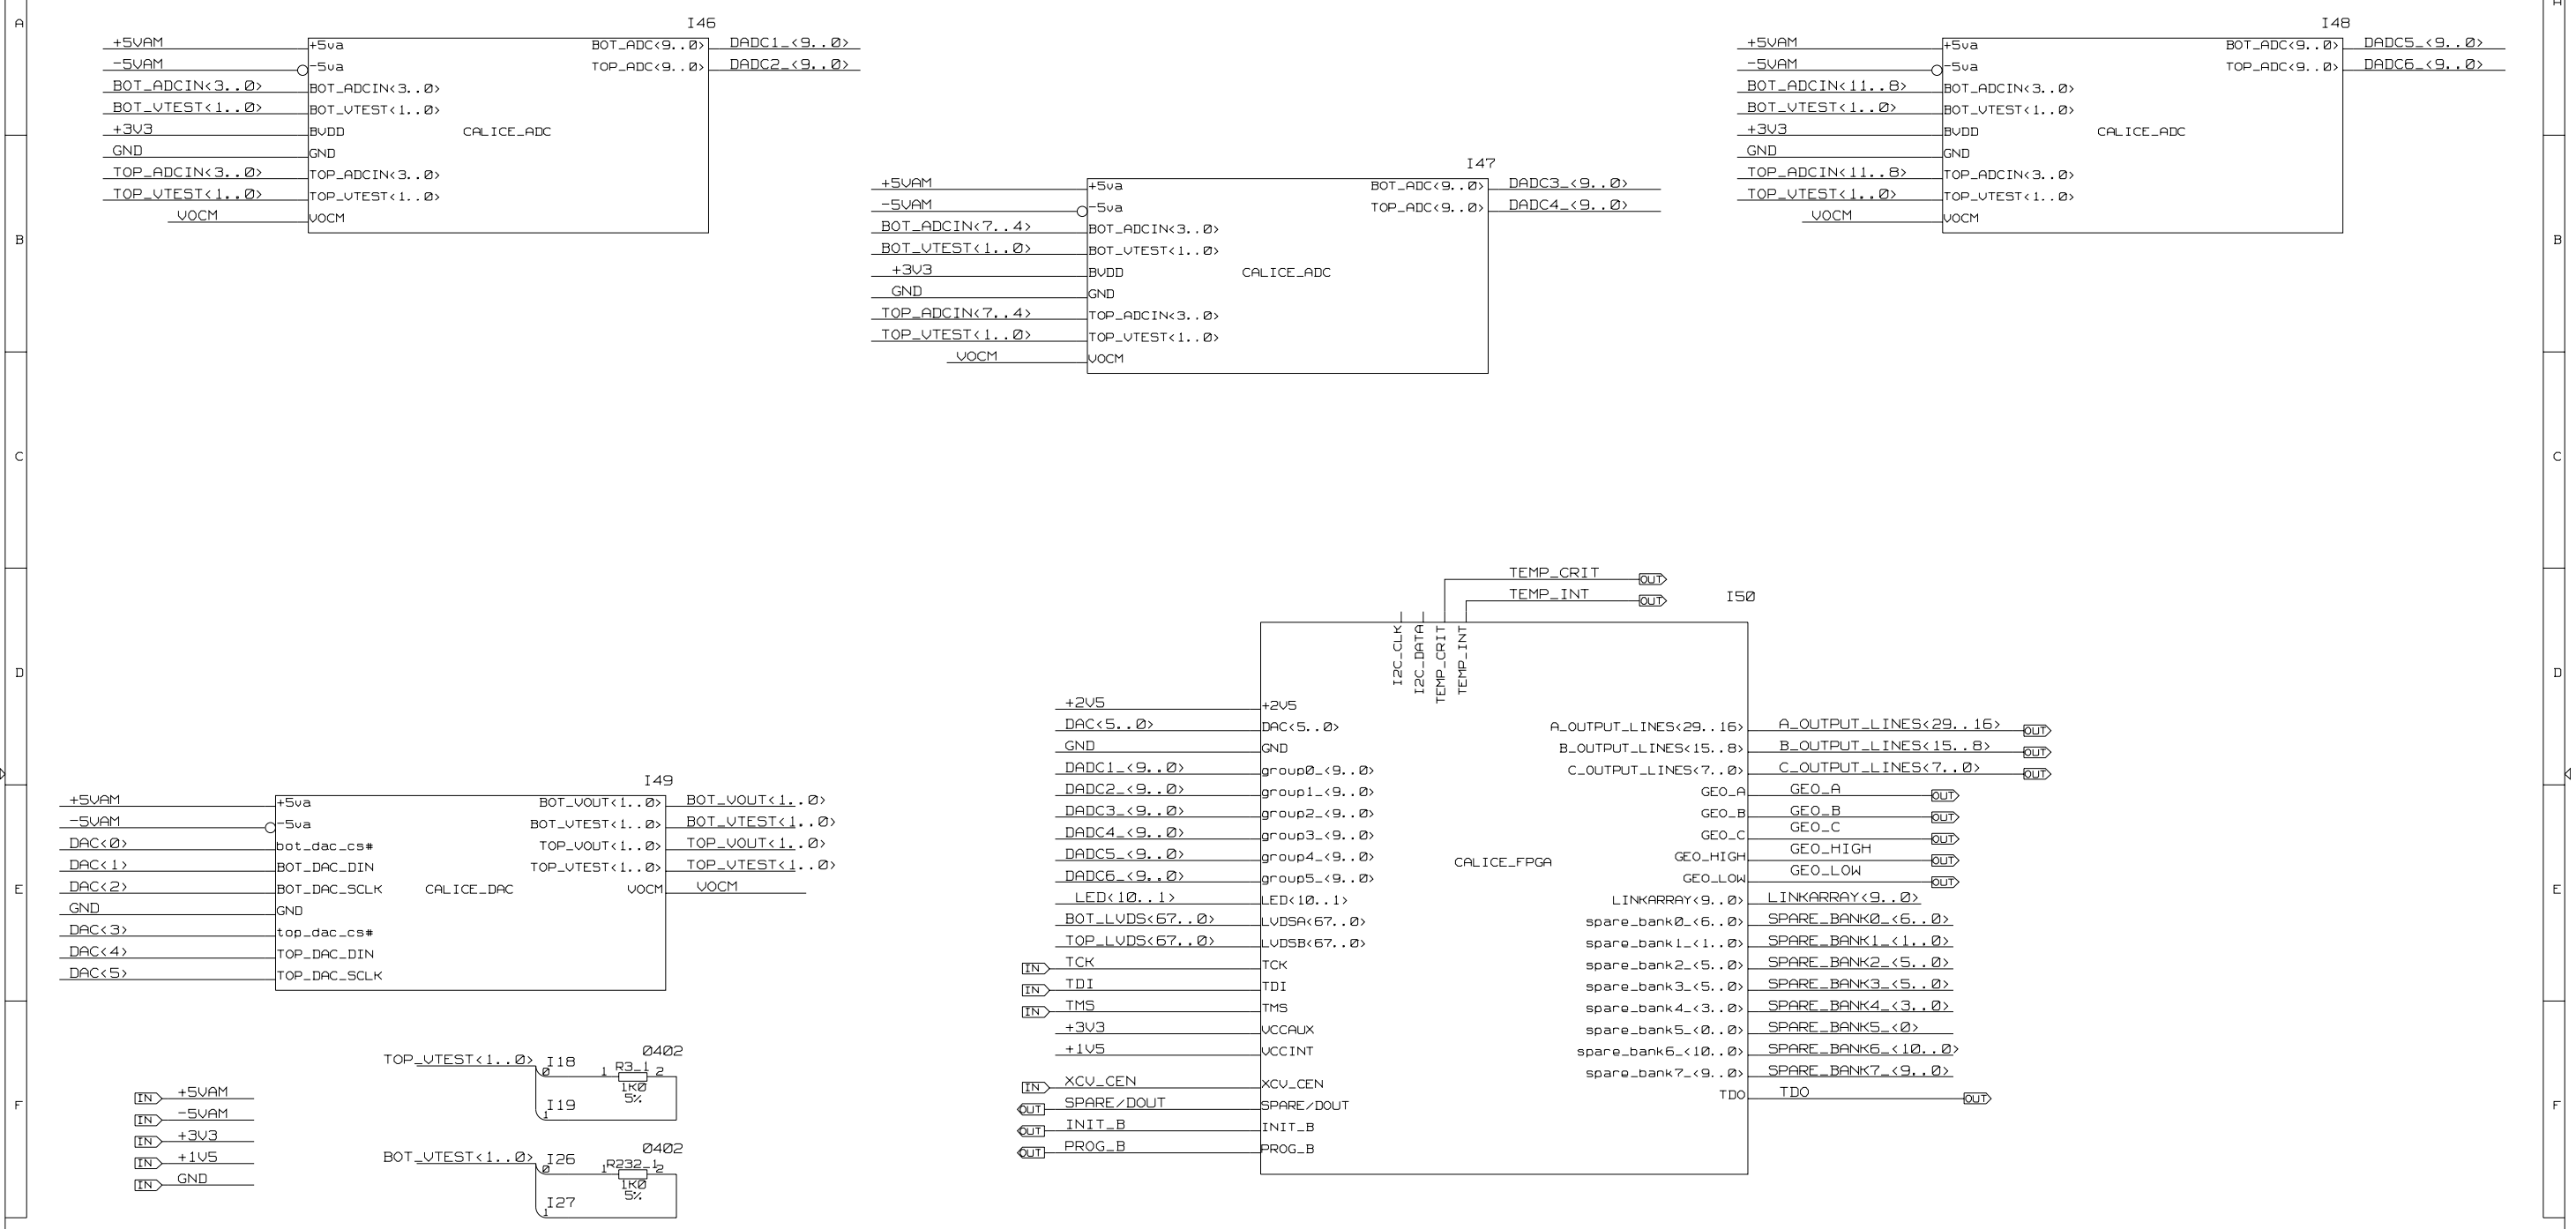 A
A
I46
+5VAM
+5va
BOT_ADC<9..0>
DADC1_<9..0>
-5VAM
-5va
TOP_ADC<9..0>
DADC2_<9..0>
BOT_ADCIN<3..0>
BOT_ADCIN<3..0>
BOT_VTEST<1..0>
BOT_VTEST<1..0>
+3V3
BVDD
CALICE_ADC
GND
GND
TOP_ADCIN<3..0>
TOP_ADCIN<3..0>
TOP_VTEST<1..0>
TOP_VTEST<1..0>
VOCM
VOCM
I47
+5VAM
+5va
BOT_ADC<9..0>
DADC3_<9..0>
-5VAM
-5va
TOP_ADC<9..0>
DADC4_<9..0>
BOT_ADCIN<7..4>
BOT_ADCIN<3..0>
BOT_VTEST<1..0>
BOT_VTEST<1..0>
+3V3
BVDD
CALICE_ADC
GND
GND
TOP_ADCIN<7..4>
TOP_ADCIN<3..0>
TOP_VTEST<1..0>
TOP_VTEST<1..0>
VOCM
VOCM
I48
+5VAM
+5va
BOT_ADC<9..0>
DADC5_<9..0>
-5VAM
-5va
TOP_ADC<9..0>
DADC6_<9..0>
BOT_ADCIN<11..8>
BOT_ADCIN<3..0>
BOT_VTEST<1..0>
BOT_VTEST<1..0>
+3V3
BVDD
CALICE_ADC
GND
GND
TOP_ADCIN<11..8>
TOP_ADCIN<3..0>
TOP_VTEST<1..0>
TOP_VTEST<1..0>
VOCM
VOCM
B
B
C
C
D
D
I49
+5VAM
+5va
BOT_VOUT<1..0>
BOT_VOUT<1..0>
-5VAM
-5va
BOT_VTEST<1..0>
BOT_VTEST<1..0>
DAC<0>
bot_dac_cs#
TOP_VOUT<1..0>
TOP_VOUT<1..0>
DAC<1>
BOT_DAC_DIN
TOP_VTEST<1..0>
TOP_VTEST<1..0>
DAC<2>
BOT_DAC_SCLK
CALICE_DAC
VOCM
VOCM
GND
GND
DAC<3>
top_dac_cs#
DAC<4>
TOP_DAC_DIN
DAC<5>
TOP_DAC_SCLK
TEMP_CRIT
OUT
TEMP_INT
OUT
I50
I2C_CLK
I2C_DATA
TEMP_CRIT
TEMP_INT
+2V5
+2V5
DAC<5..0>
DAC<5..0>
A_OUTPUT_LINES<29..16>
A_OUTPUT_LINES<29..16>
OUT
GND
GND
B_OUTPUT_LINES<15..8>
B_OUTPUT_LINES<15..8>
OUT
DADC1_<9..0>
group0_<9..0>
C_OUTPUT_LINES<7..0>
C_OUTPUT_LINES<7..0>
OUT
DADC2_<9..0>
group1_<9..0>
GEO_A
GEO_A
OUT
DADC3_<9..0>
group2_<9..0>
GEO_B
GEO_B
OUT
DADC4_<9..0>
group3_<9..0>
GEO_C
GEO_C
OUT
DADC5_<9..0>
group4_<9..0>
CALICE_FPGA
GEO_HIGH
GEO_HIGH
OUT
DADC6_<9..0>
group5_<9..0>
GEO_LOW
GEO_LOW
OUT
LED<10..1>
LED<10..1>
LINKARRAY<9..0>
LINKARRAY<9..0>
BOT_LVDS<67..0>
LVDSA<67..0>
spare_bank0_<6..0>
SPARE_BANK0_<6..0>
TOP_LVDS<67..0>
LVDSB<67..0>
spare_bank1_<1..0>
SPARE_BANK1_<1..0>
IN
TCK
TCK
spare_bank2_<5..0>
SPARE_BANK2_<5..0>
IN
TDI
TDI
spare_bank3_<5..0>
SPARE_BANK3_<5..0>
IN
TMS
TMS
spare_bank4_<3..0>
SPARE_BANK4_<3..0>
+3V3
VCCAUX
spare_bank5_<0..0>
SPARE_BANK5_<0>
+1V5
VCCINT
spare_bank6_<10..0>
SPARE_BANK6_<10..0>
spare_bank7_<9..0>
SPARE_BANK7_<9..0>
IN
XCV_CEN
XCV_CEN
TDO
TDO
OUT
OUT
SPARE/DOUT
SPARE/DOUT
OUT
INIT_B
INIT_B
OUT
PROG_B
PROG_B
E
E
F
F
IN
+5VAM
IN
-5VAM
IN
+3V3
IN
+1V5
IN
GND
TOP_VTEST<1..0>
I18
0
0402
R3_1
1
2
1K0
5%
I19
1
BOT_VTEST<1..0>
I26
0
0402
R232_1
1
2
1K0
5%
I27
1